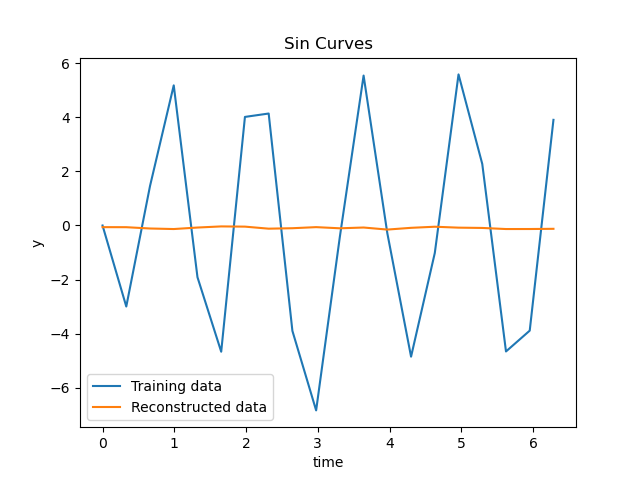 Sin Curves
6
4
2
0
−2
−4
−6
y
Training data
Reconstructed data
0 1 2 3 4 5 6
time